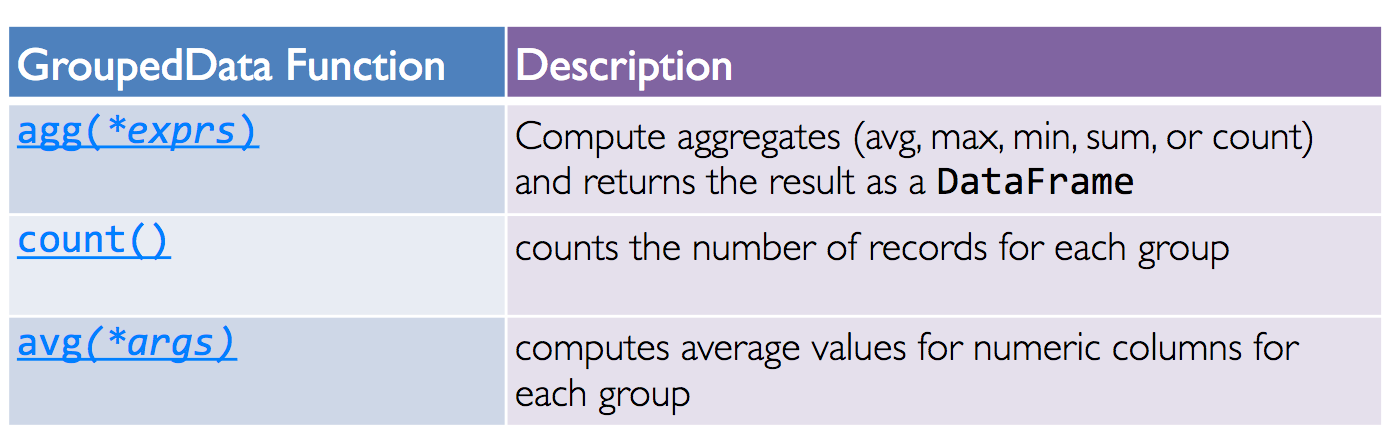 GroupedData Function
Description
agg(*exprs)
Compute aggregates (avg, max, min, sum, or count)
and returns the result as a DataFrame
count()
counts the number of records for each group
avg(*args)
computes average values for numeric columns for
each group